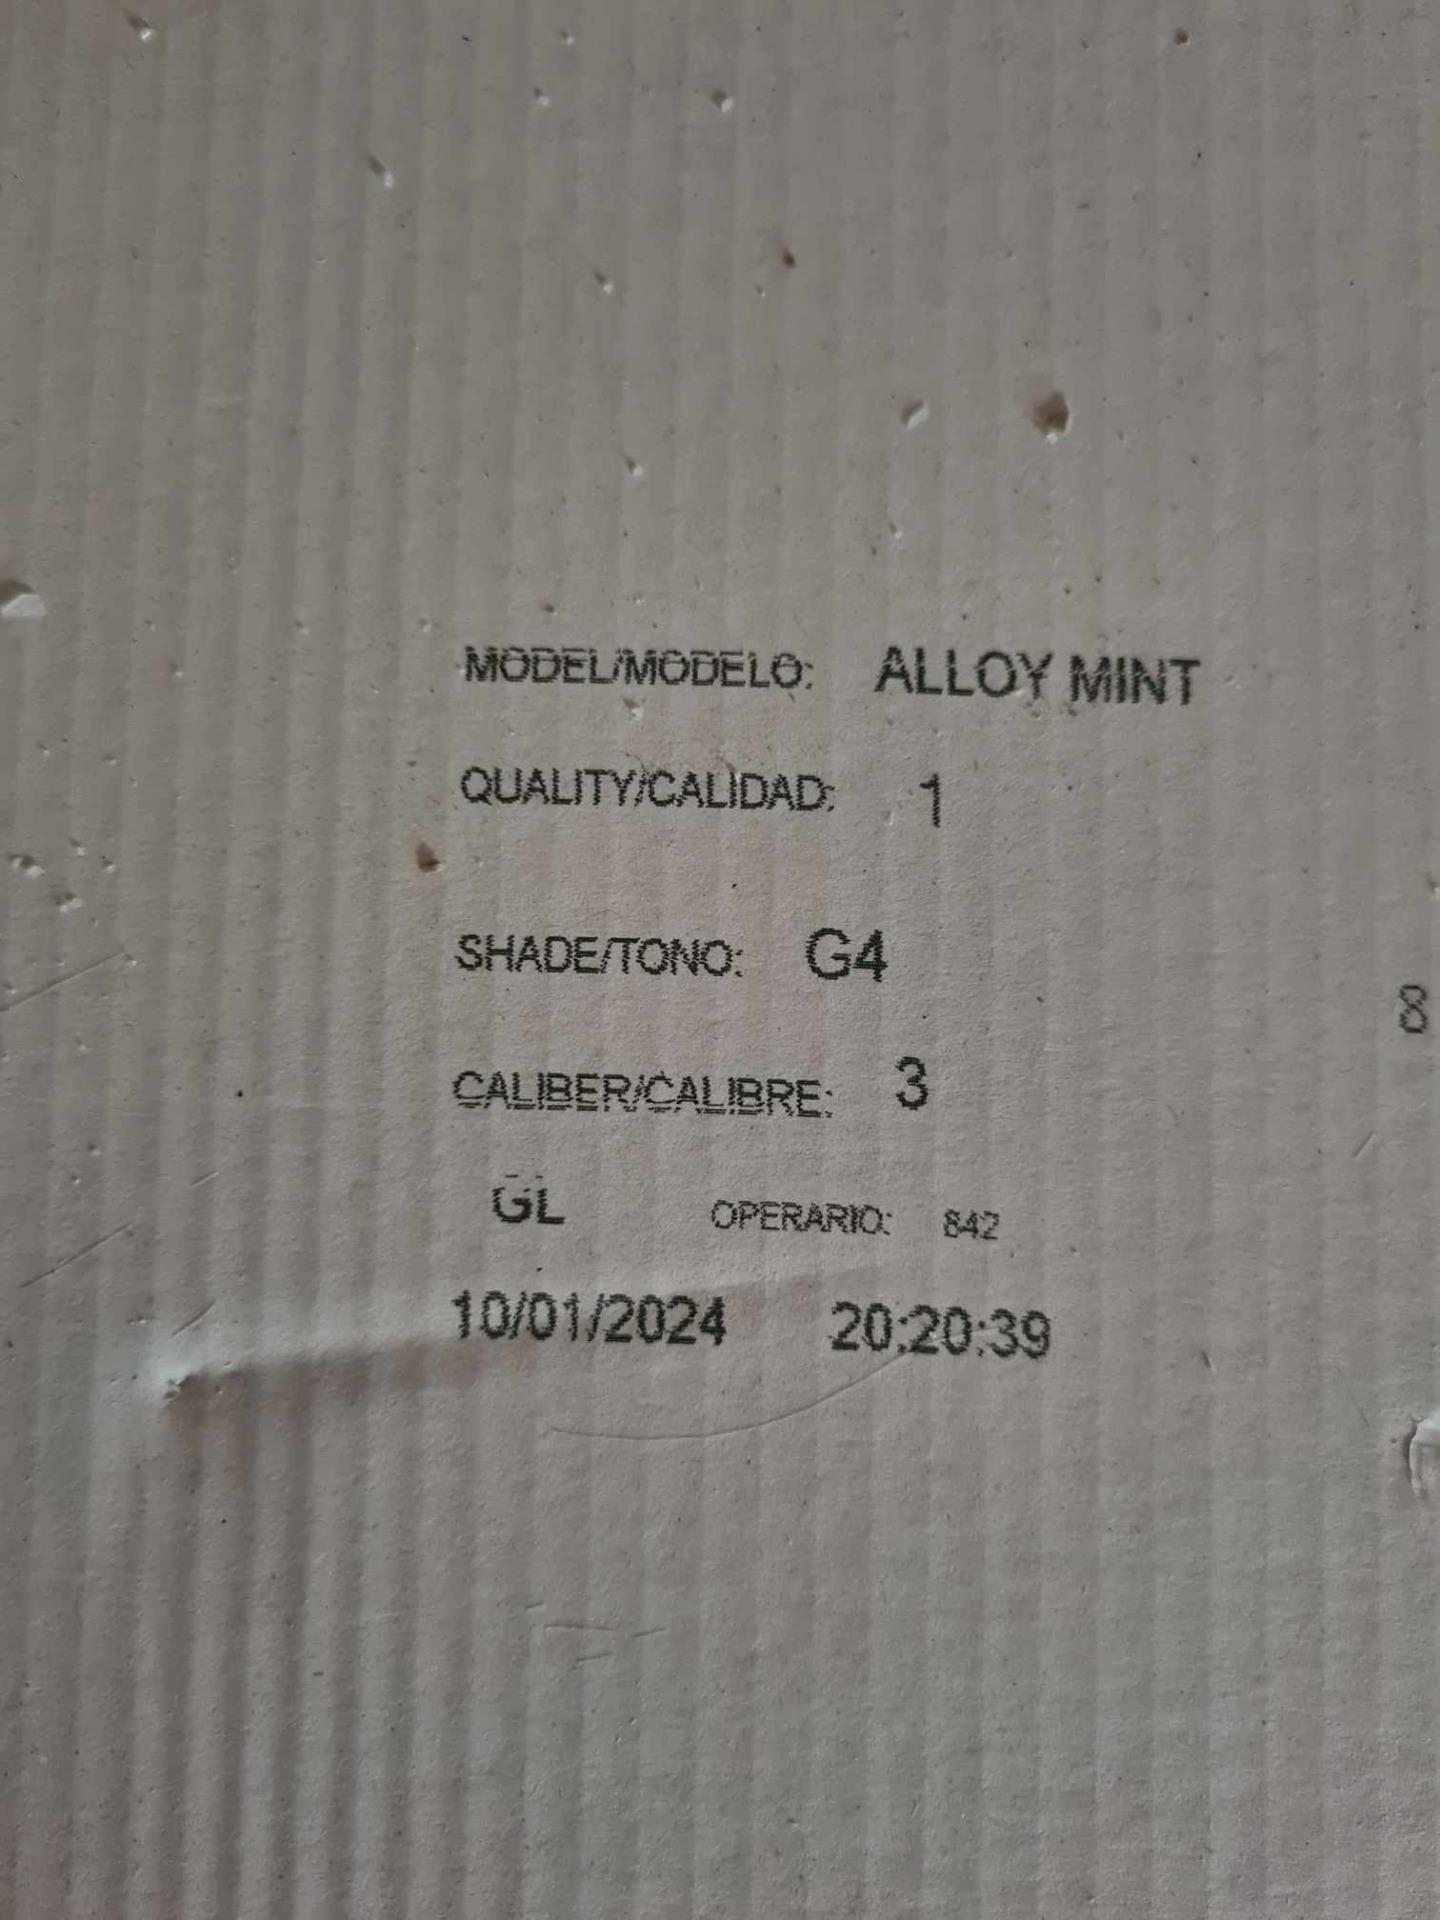 MODEL/MODELO: ALLOY MINT
QUALITY/CALIDAD: 1
SHADE/TONO: G4
8
CALIBER/CALIBRE: 3
GL OPERARIO: 842
10/01/2024 20:20:39